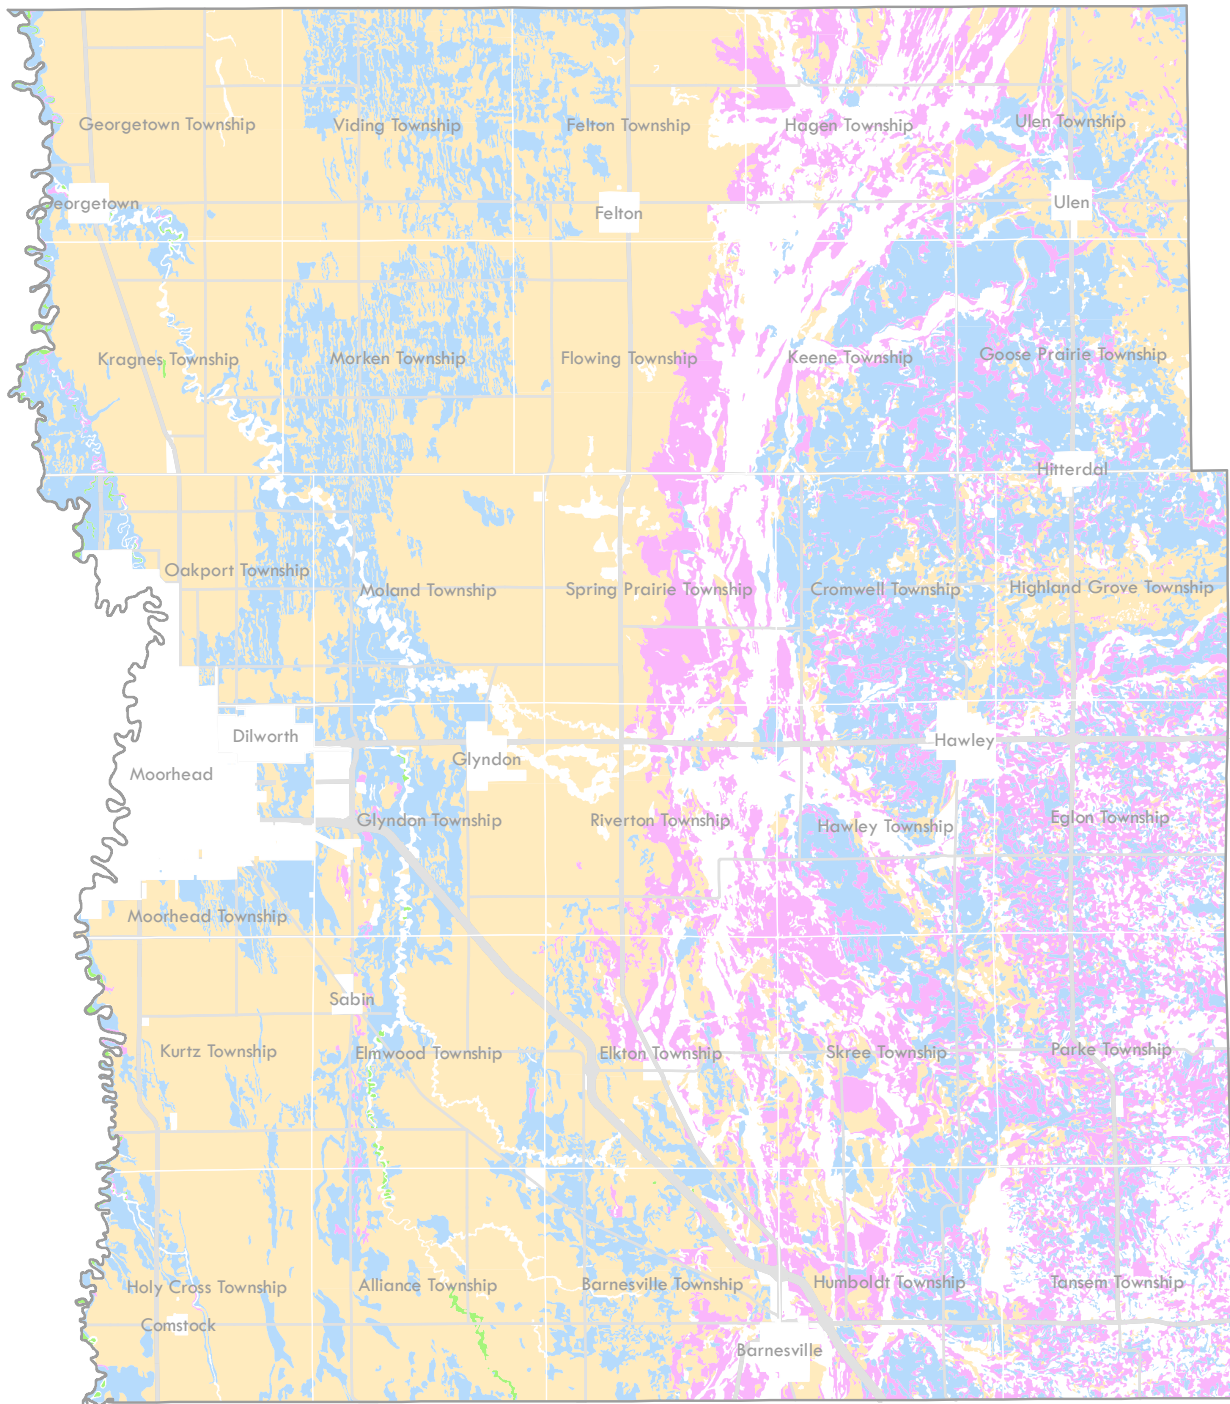 Georgetown Township
Viding Township
Felton Township
Hagen Township
Ulen Township
eorgetown
Felton
Ulen
Kragnes Township
Morken Township
Flowing Township
Keene Township
Goose Prairie Township
Hitterdal
Oakport Township
Moland Township
Spring Prairie Township
Cromwell Township
Highland Grove Township
Dilworth
Hawley
Glyndon
Moorhead
Glyndon Township
Riverton Township
Hawley Township
Eglon Township
Moorhead Township
Sabin
Kurtz Township
Elmwood Township
Elkton Township
Skree Township
Parke Township
Holy Cross Township
Alliance Township
Barnesville Township
Humboldt Township
Tansem Township
Comstock
Barnesville